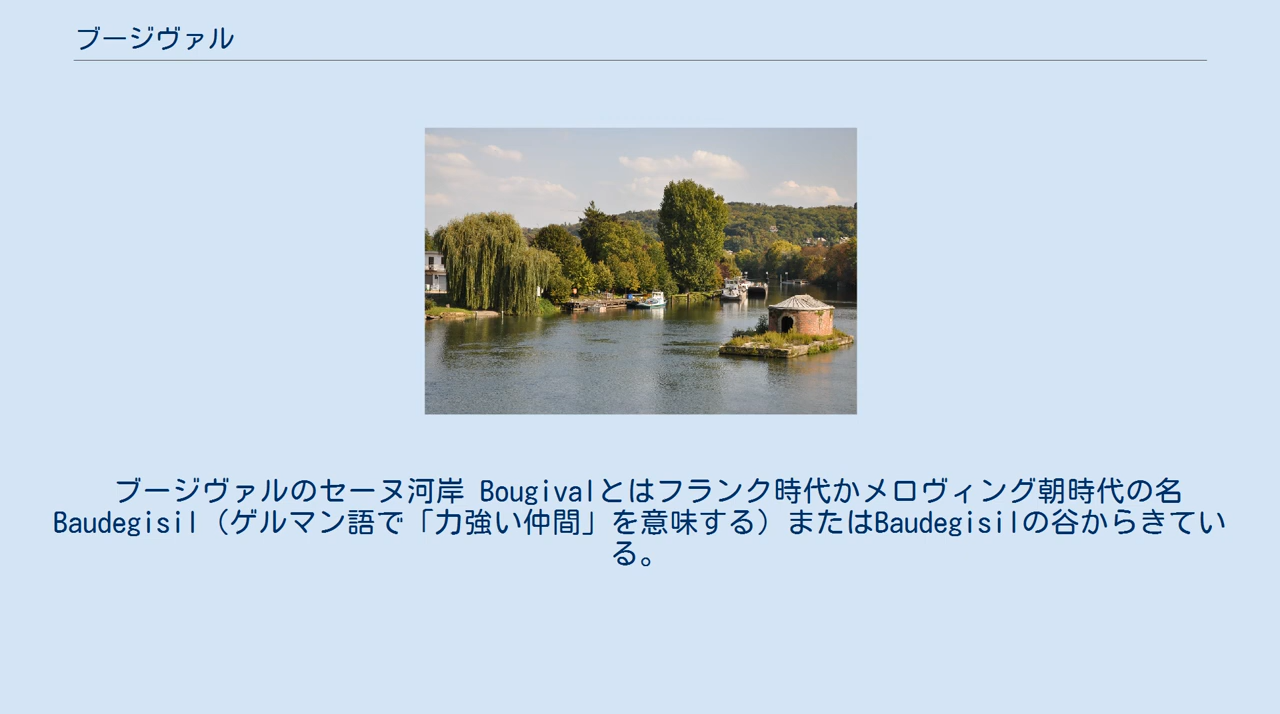 ブージヴァル
ブージヴァルのセーヌ河岸 Bougivalとはフランク時代かメロヴィング朝時代の名
Baudegisil（ゲルマン語で「力強い仲間」を意味する）またはBaudegisilの谷からきてい
る。